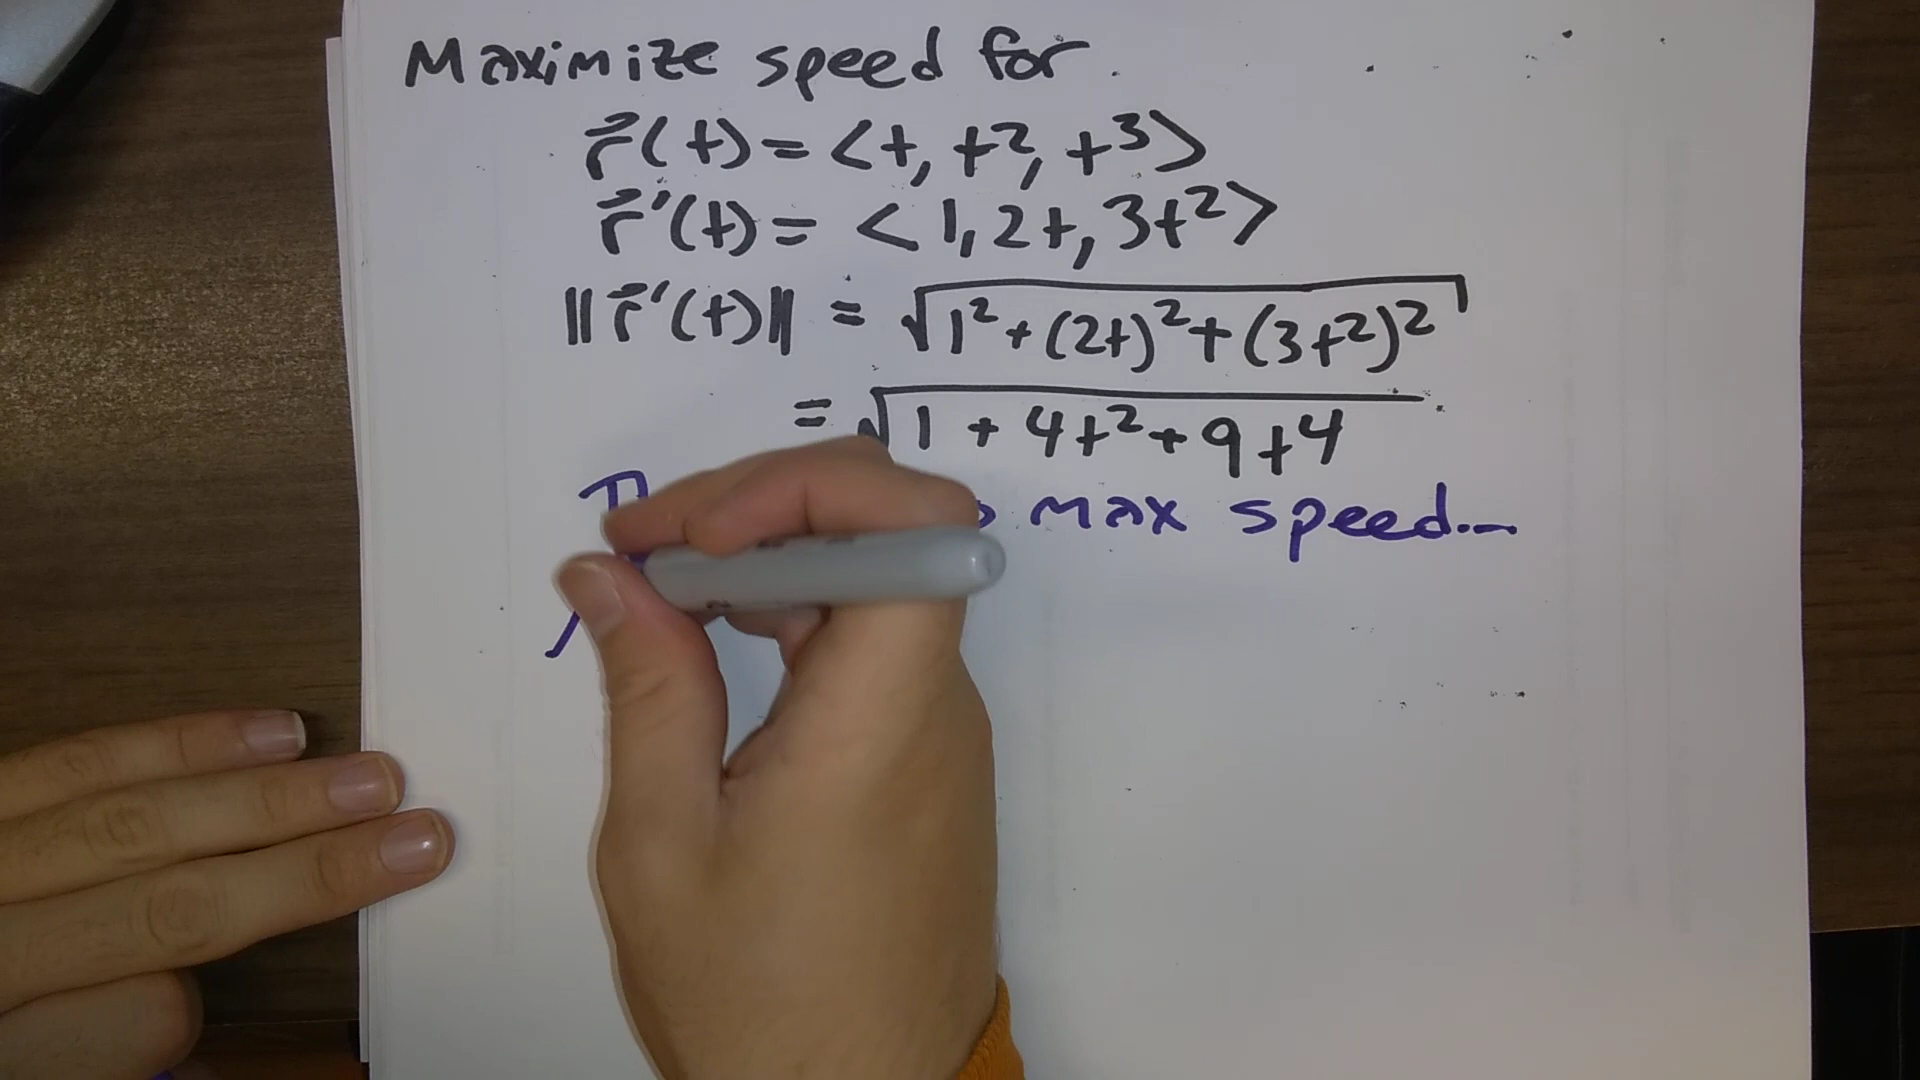 Maximize speed for
r⃗(t) = <t, t², t³>
r⃗'(t) = <1, 2t, 3t²>
||r⃗'(t)|| = √(1² + (2t)² + (3t²)²)
= √(1 + 4t² + 9t⁴)
max speed...